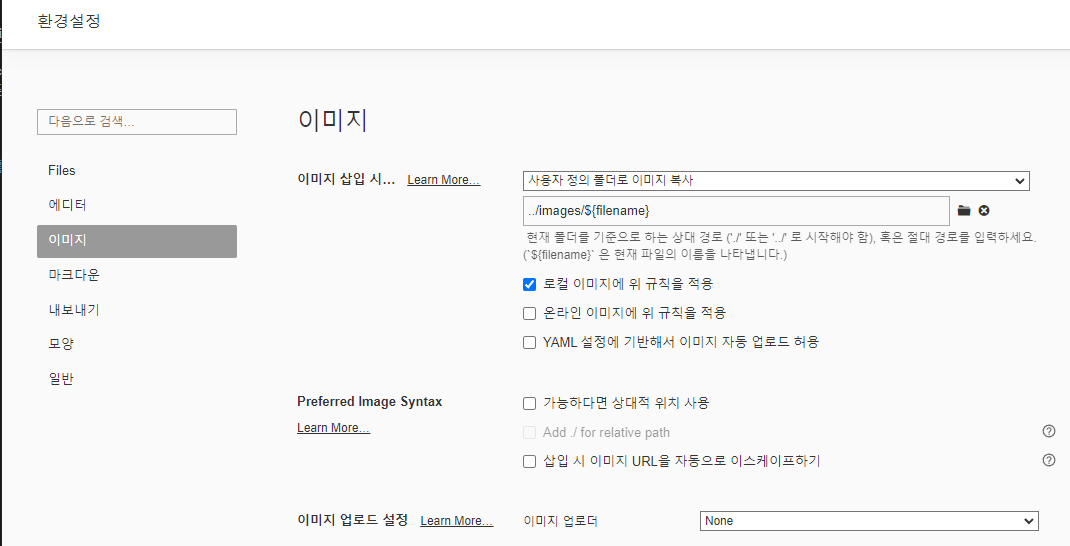 환경설정
다음으로 검색...
Files
에디터
이미지
마크다운
내보내기
모양
일반
이미지
이미지 삽입 시... Learn More...
사용자 정의 폴더로 이미지 복사
../images/${filename}
현재 폴더를 기준으로 하는 상대 경로 ('./' 또는 '../' 로 시작해야 함), 혹은 절대 경로를 입력하세요.
(`${filename}` 은 현재 파일의 이름을 나타냅니다.)
로컬 이미지에 위 규칙을 적용
온라인 이미지에 위 규칙을 적용
YAML 설정에 기반해서 이미지 자동 업로드 허용
Preferred Image Syntax
Learn More...
가능하다면 상대적 위치 사용
Add ./ for relative path
삽입 시 이미지 URL을 자동으로 이스케이프하기
이미지 업로드 설정 Learn More...
이미지 업로더
None